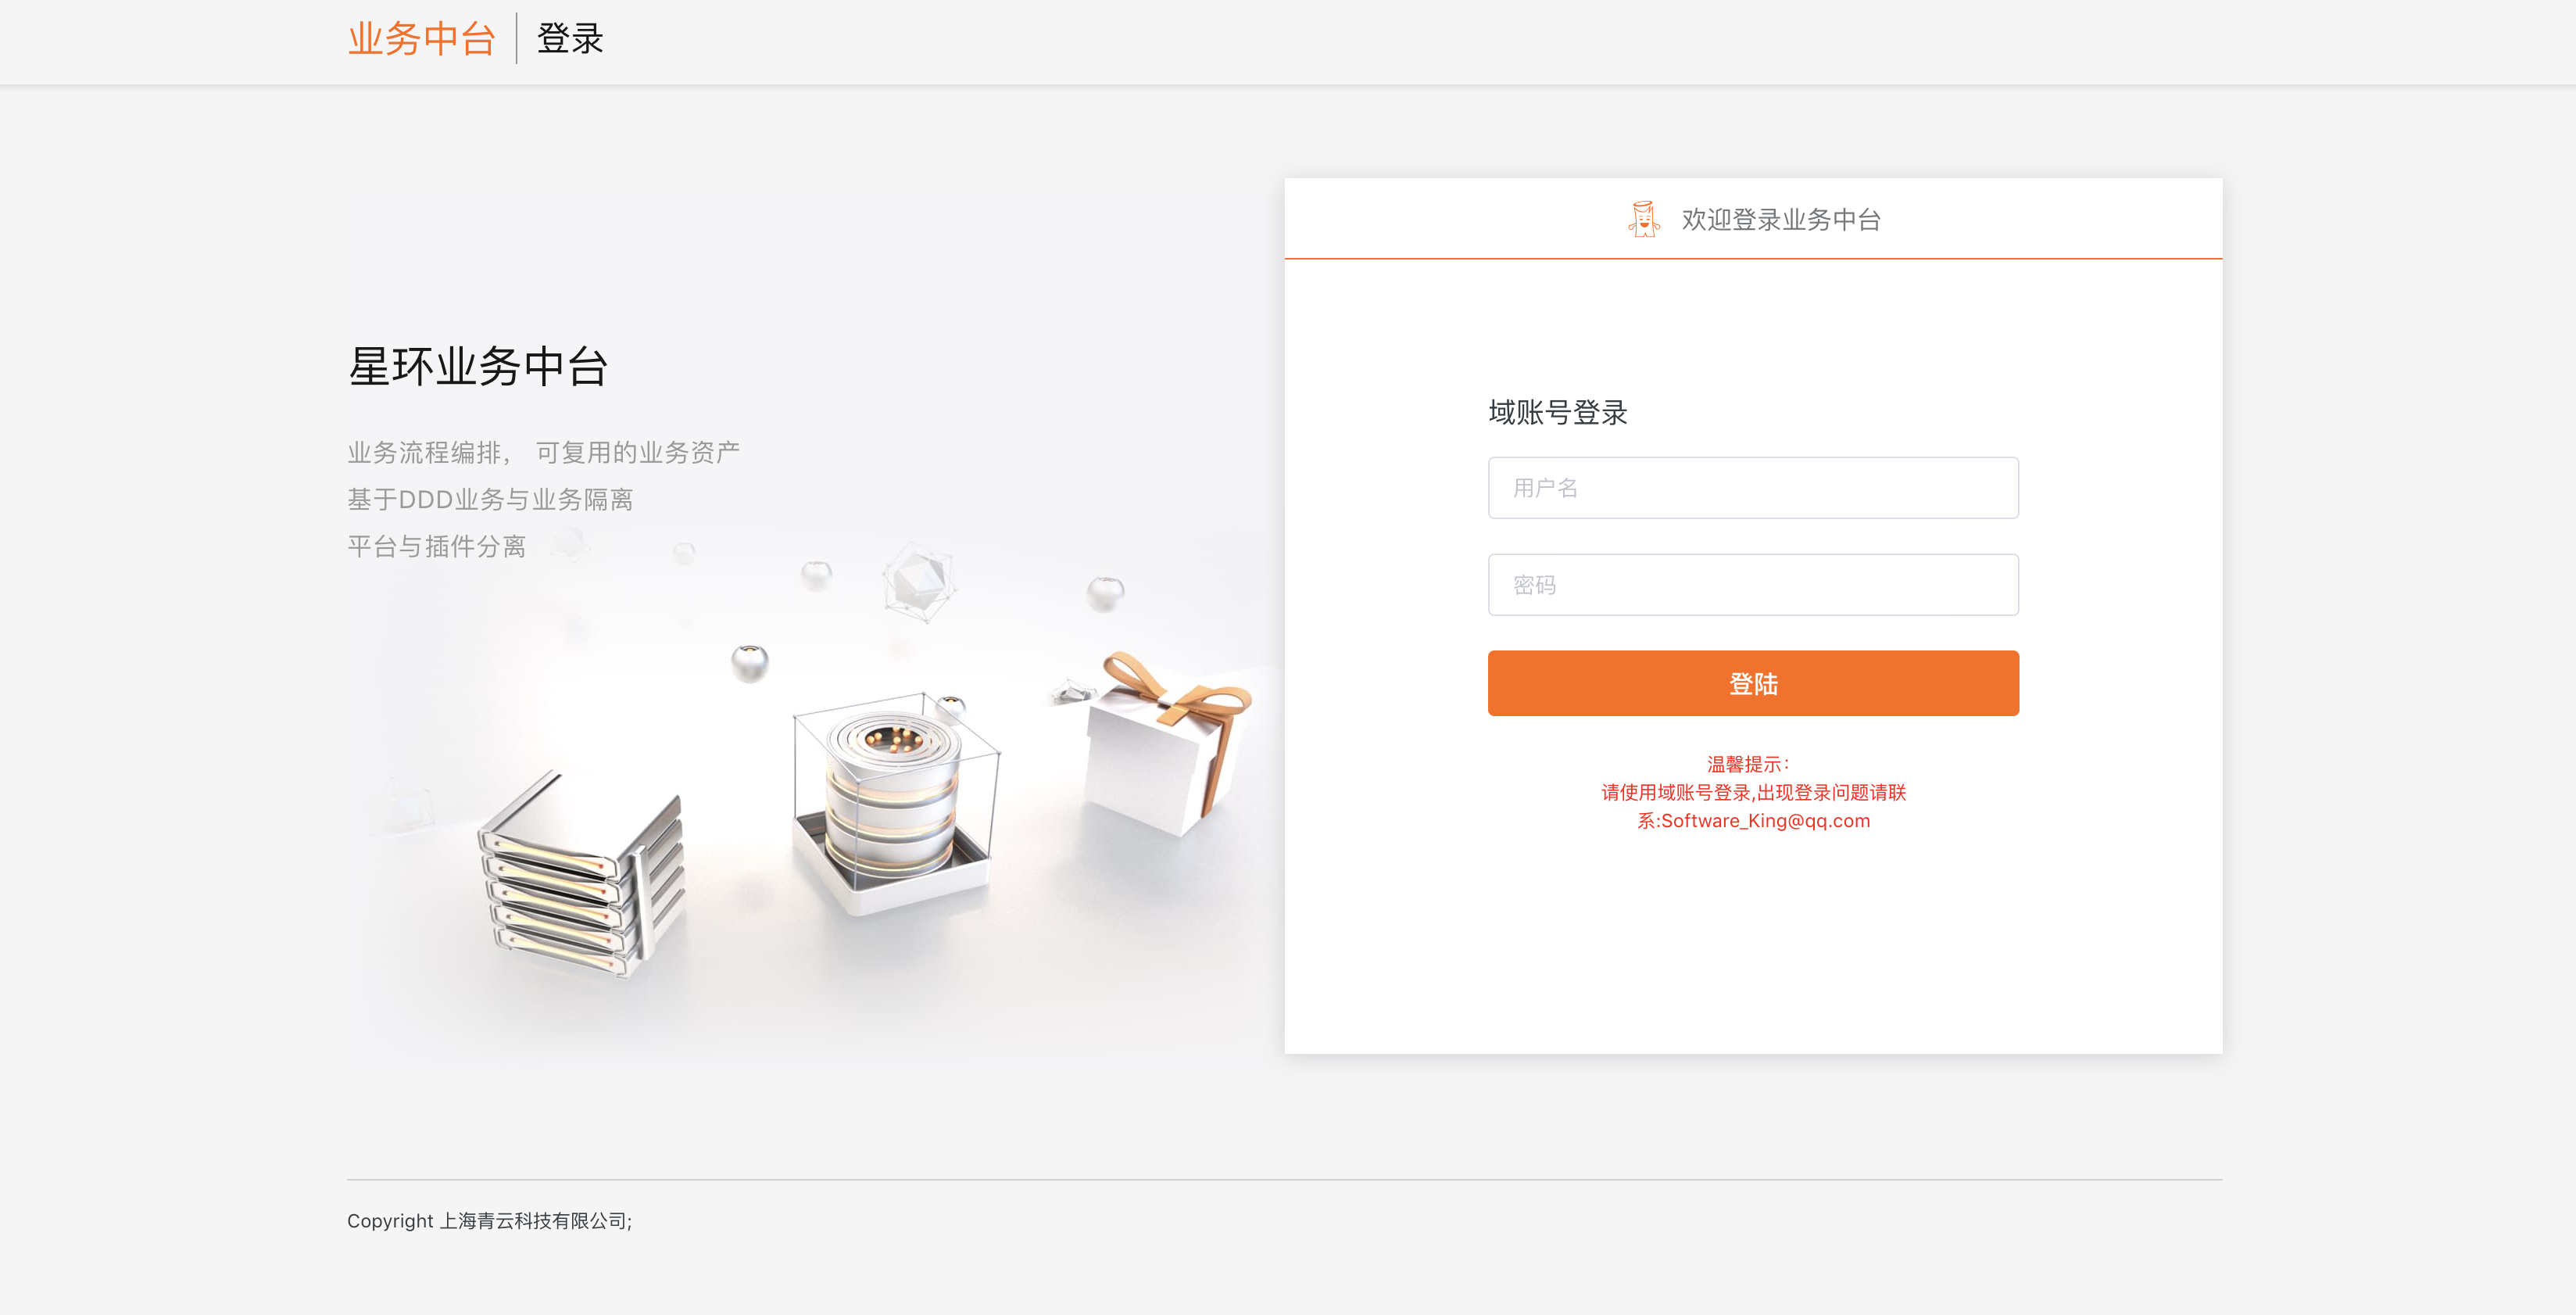 业务中台 登录
欢迎登录业务中台
星环业务中台
业务流程编排， 可复用的业务资产
基于DDD业务与业务隔离
平台与插件分离
域账号登录
用户名
密码
登陆
温馨提示：
请使用域账号登录,出现登录问题请联
系:Software_King@qq.com
Copyright 上海青云科技有限公司;